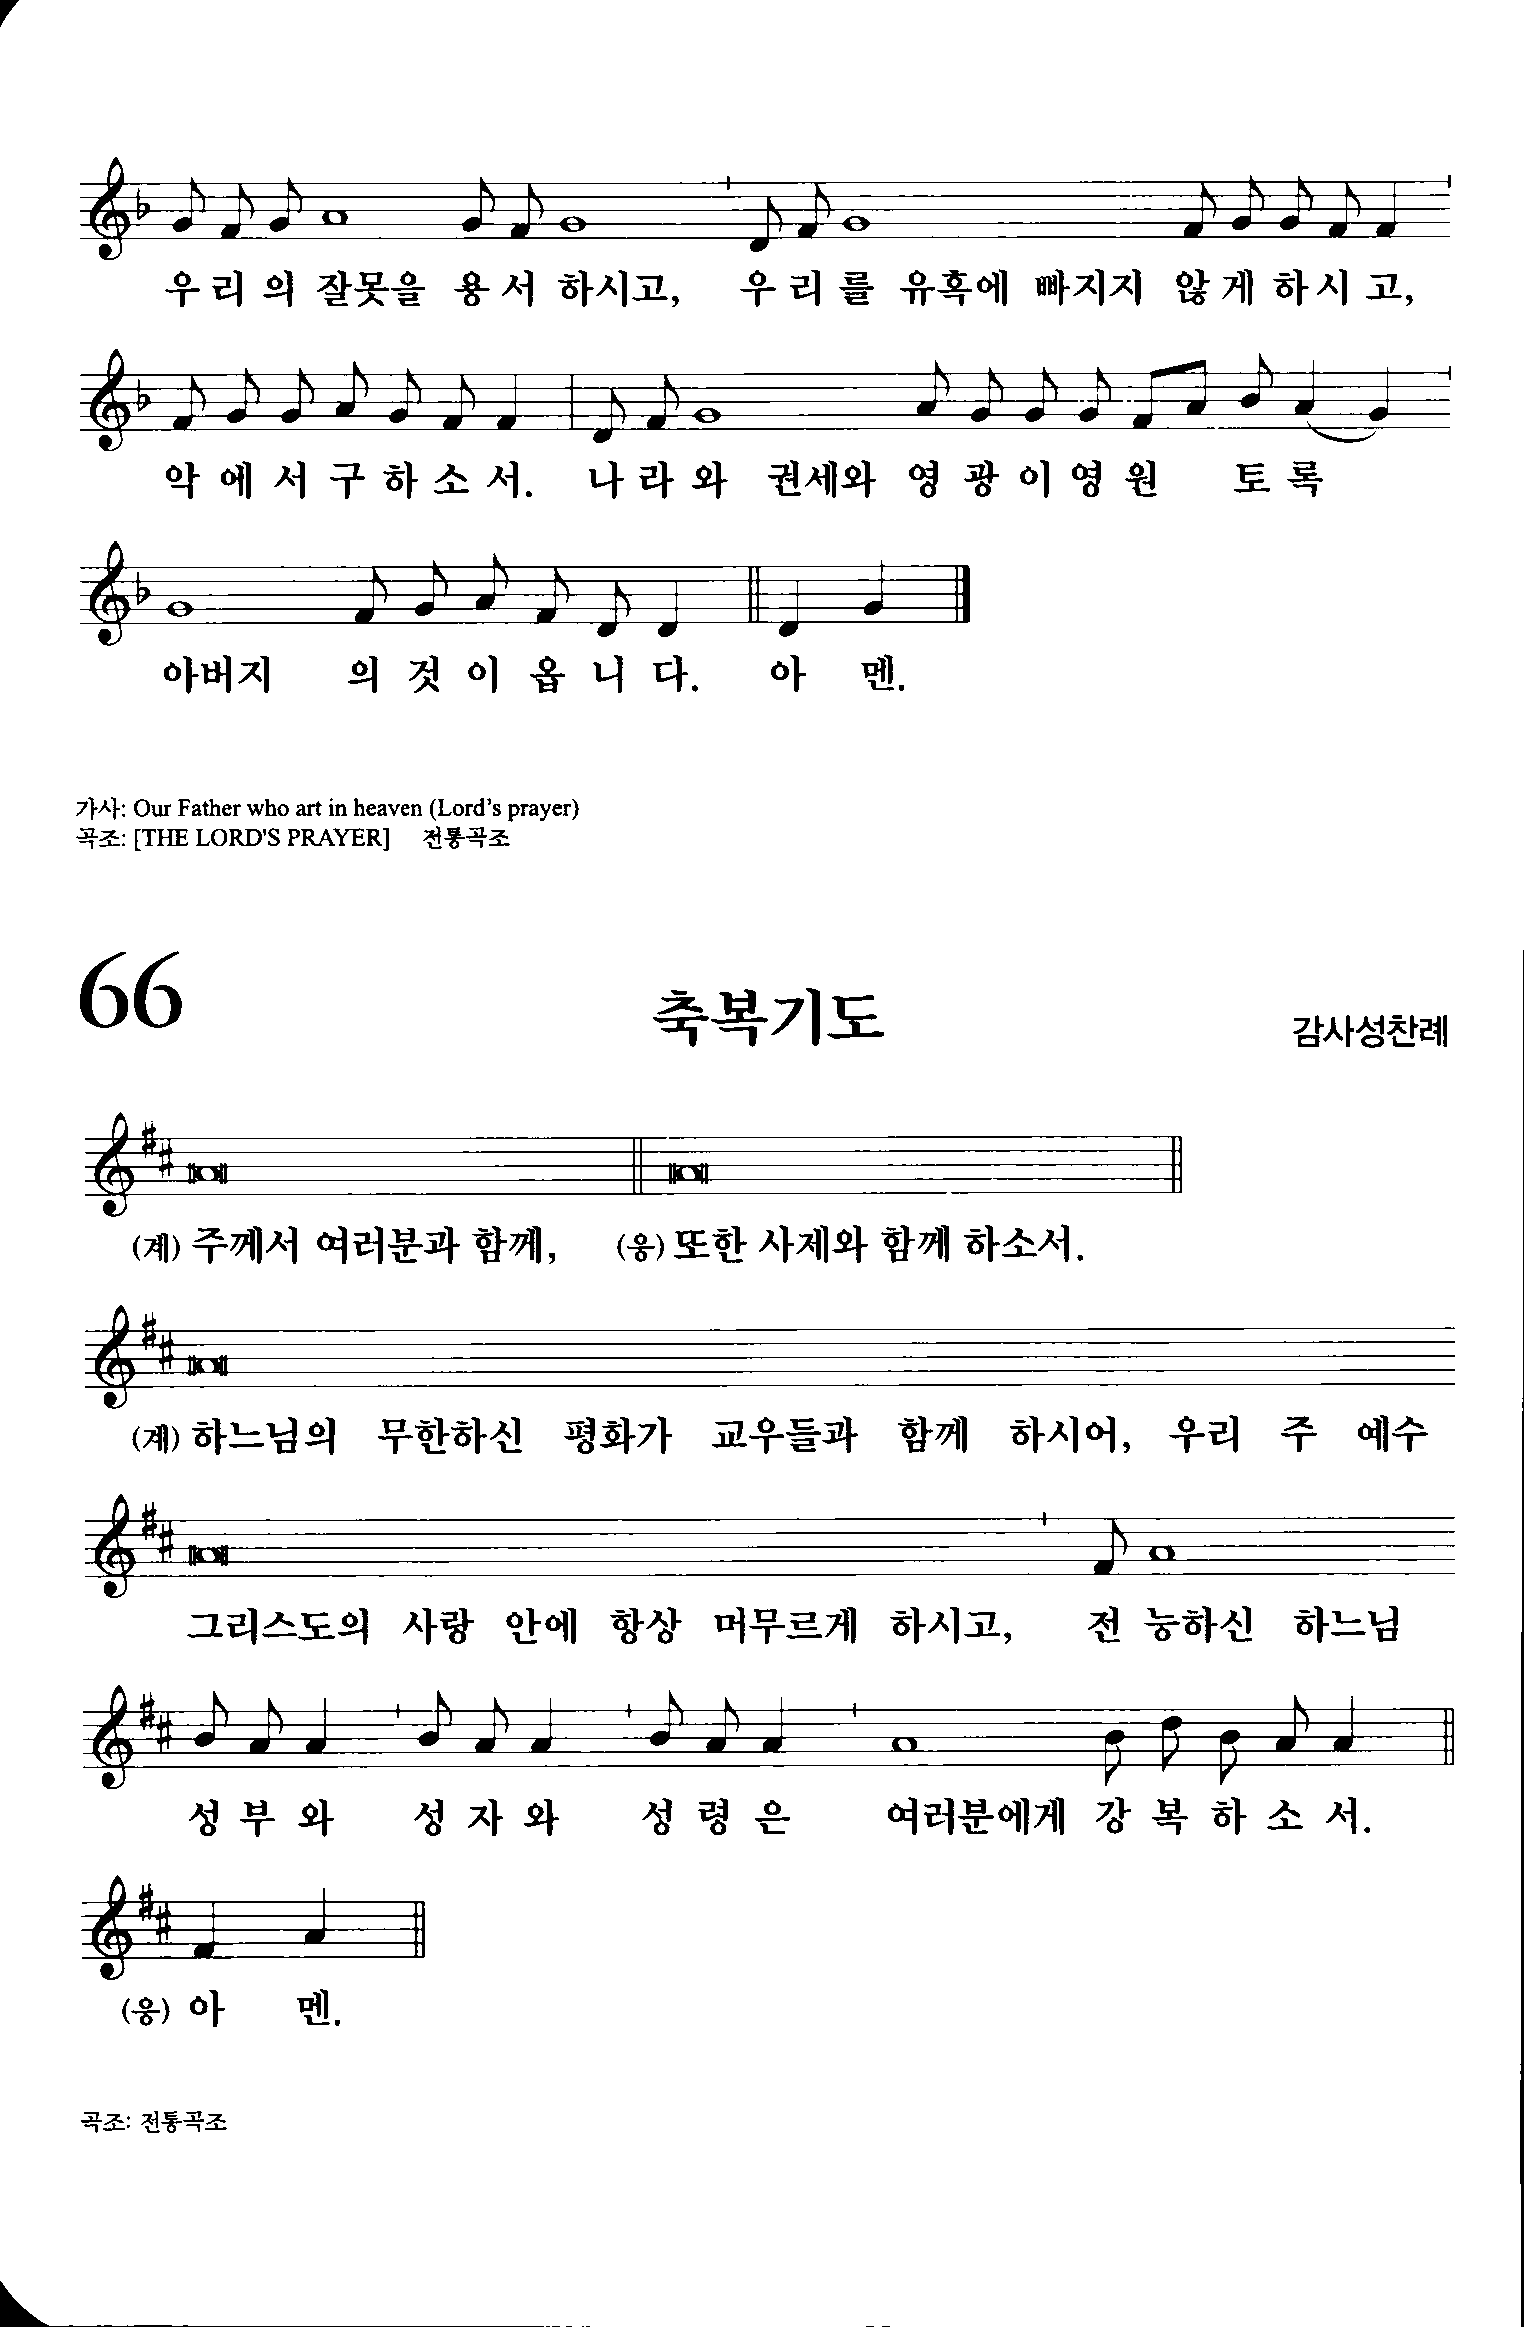 우리의 잘못을 용서 하시고, 우리를 유혹에 빠지지 않게 하시고,
악에서구하소서. 나라와 권세와 영광이영원 토록
아버지 의 것 이 옵 니 다. 아 멘.
가사: Our Father who art in heaven (Lord's prayer)
곡조: [THE LORD'S PRAYER] 전통곡조
66 축복기도 감사성찬례
(계) 주께서 여러분과 함께, (응) 또한 사제와 함께 하소서.
(계) 하느님의 무한하신 평화가 교우들과 함께 하시어, 우리 주 예수
그리스도의 사랑 안에 항상 머무르게 하시고, 전 능하신 하느님
성 부 와 성 자 와 성 령 은 여러분에게 강 복 하 소 서.
(응) 아 멘.
곡조: 전통곡조